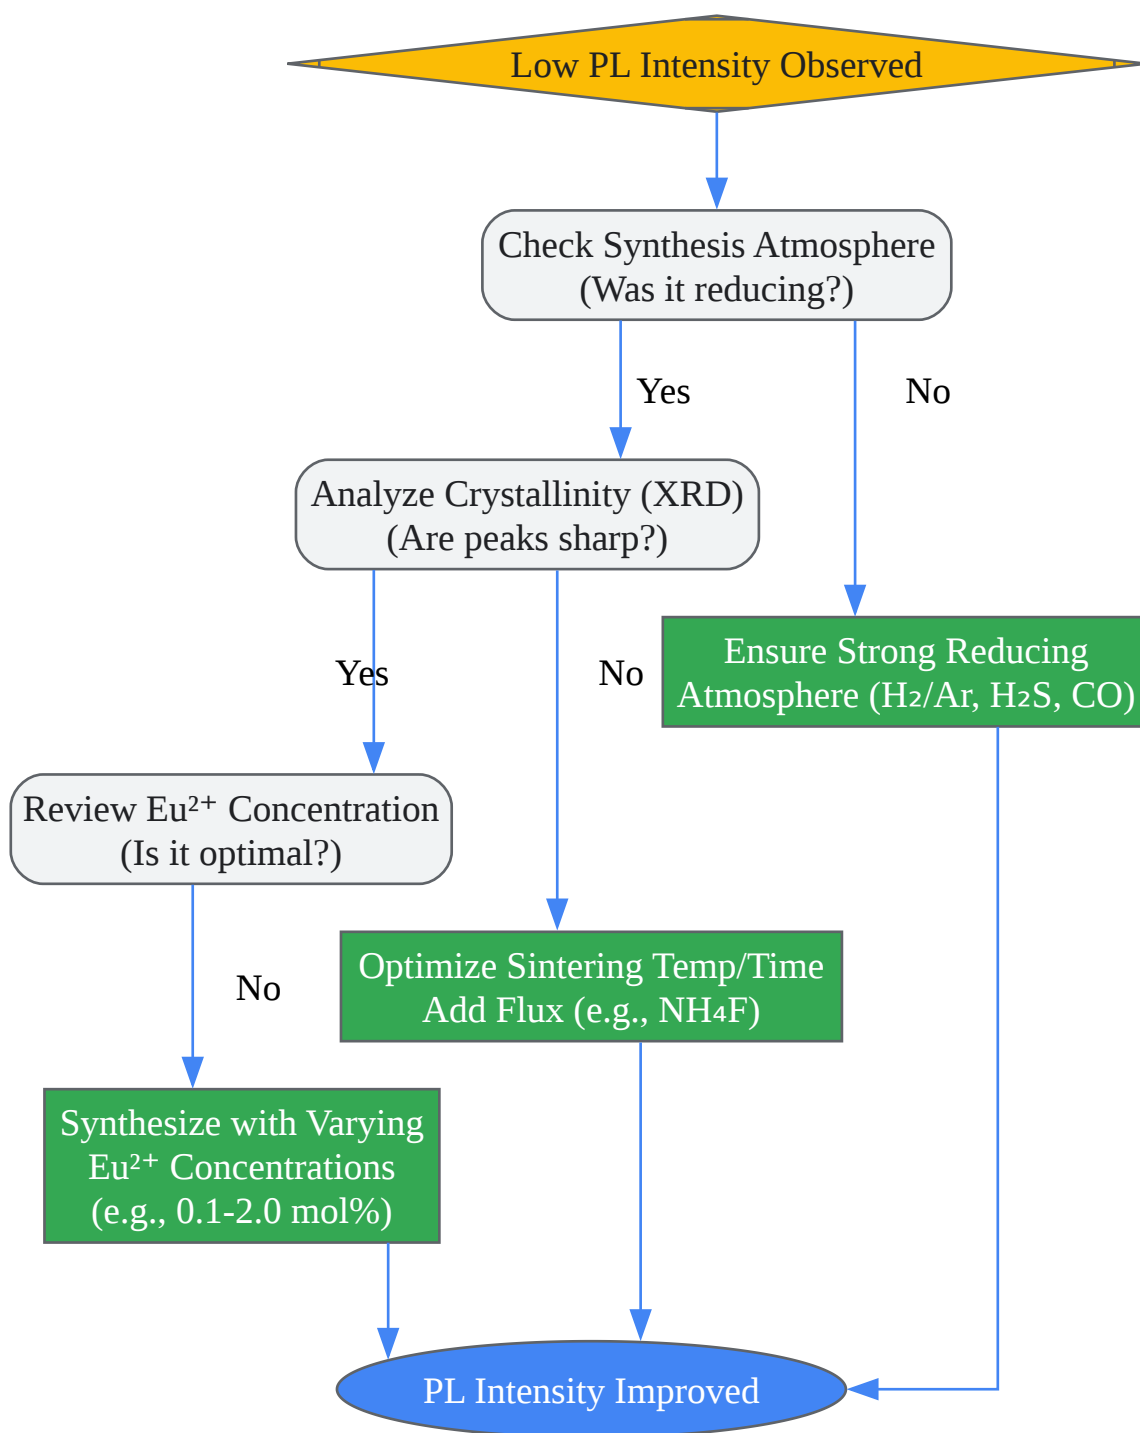 Low PL Intensity Observed
Check Synthesis Atmosphere
(Was it reducing?)
Yes
No
Analyze Crystallinity (XRD)
(Are peaks sharp?)
Ensure Strong Reducing
Atmosphere (H₂/Ar, H₂S, CO)
Yes
No
Review Eu²⁺ Concentration
(Is it optimal?)
Optimize Sintering Temp/Time
Add Flux (e.g., NH₄F)
No
Synthesize with Varying
Eu²⁺ Concentrations
(e.g., 0.1-2.0 mol%)
PL Intensity Improved